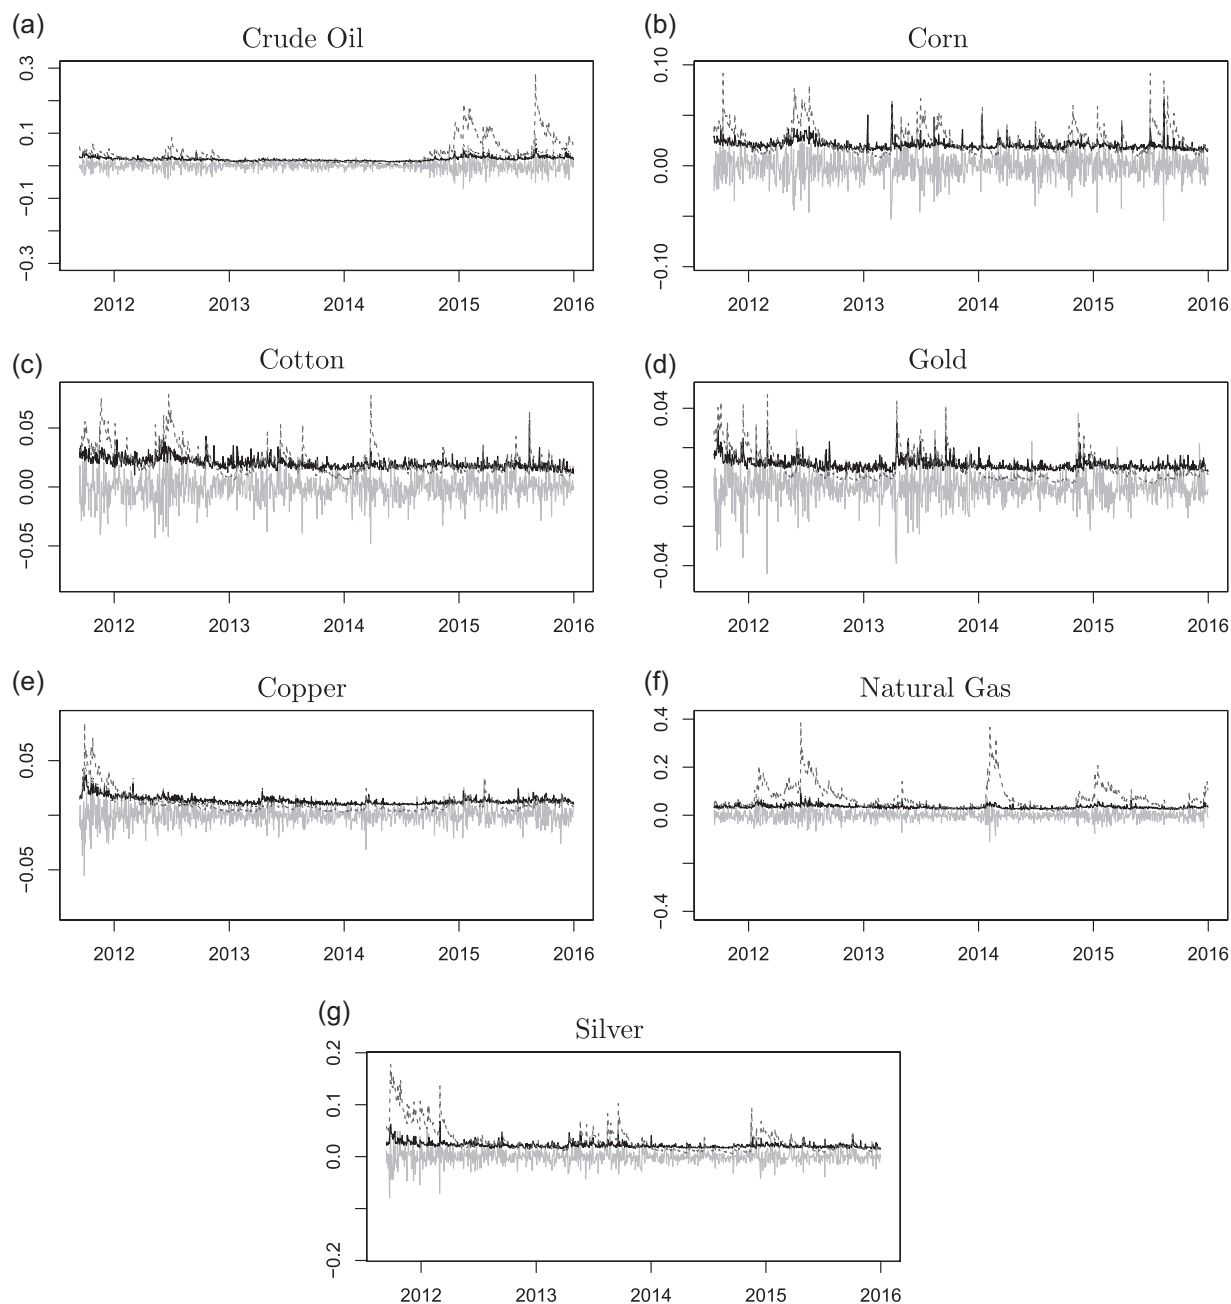 (a)
Crude Oil
0.3
0.1
−0.1
−0.3
2012 2013 2014 2015 2016
(b)
Corn
0.10
0.00
−0.10
2012 2013 2014 2015 2016
(c)
Cotton
0.05
0.00
−0.05
2012 2013 2014 2015 2016
(d)
Gold
0.04
0.00
−0.04
2012 2013 2014 2015 2016
(e)
Copper
0.05
−0.05
2012 2013 2014 2015 2016
(f)
Natural Gas
0.4
0.2
0.0
−0.4
2012 2013 2014 2015 2016
(g)
Silver
0.2
0.1
0.0
−0.2
2012 2013 2014 2015 2016